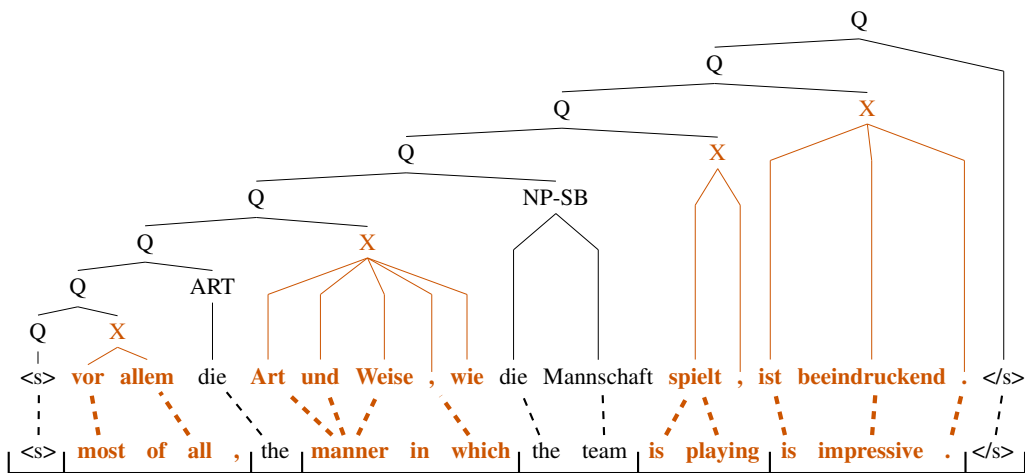 Q
Q
X
Q
X
Q
NP-SB
Q
X
Q
ART
Q
Q X
<s> vor allem die Art und Weise , wie die Mannschaft spielt , ist beeindruckend . </s>
<s> most of all , the manner in which the team is playing is impressive . </s>